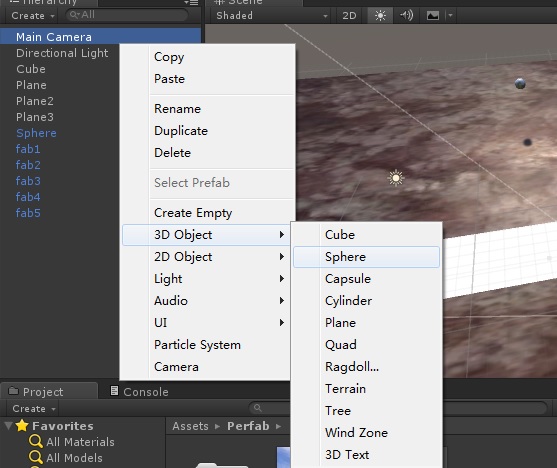 Hierarchy
Scene
Create
All
Shaded
2D
Main Camera
Directional Light
Cube
Plane
Plane2
Plane3
Sphere
fab1
fab2
fab3
fab4
fab5
Copy
Paste
Rename
Duplicate
Delete
Select Prefab
Create Empty
3D Object
2D Object
Light
Audio
UI
Particle System
Camera
Cube
Sphere
Capsule
Cylinder
Plane
Quad
Ragdoll...
Terrain
Tree
Wind Zone
3D Text
Project
Console
Create
Favorites
All Materials
All Models
Assets
Perfab